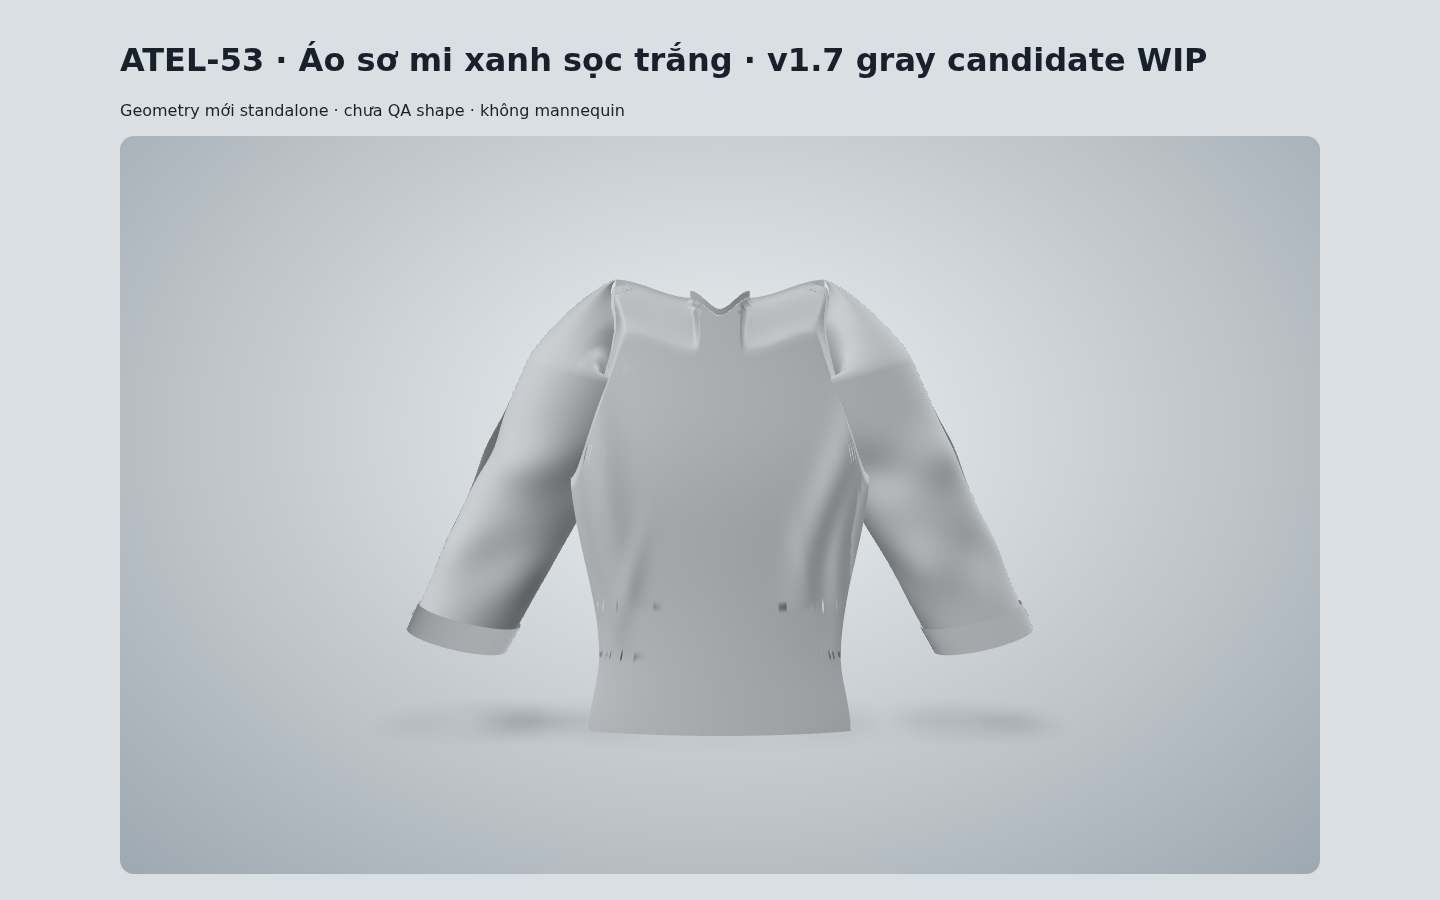 ATEL-53 · Áo sơ mi xanh sọc trắng · v1.7 gray candidate WIP
Geometry mới standalone · chưa QA shape · không mannequin